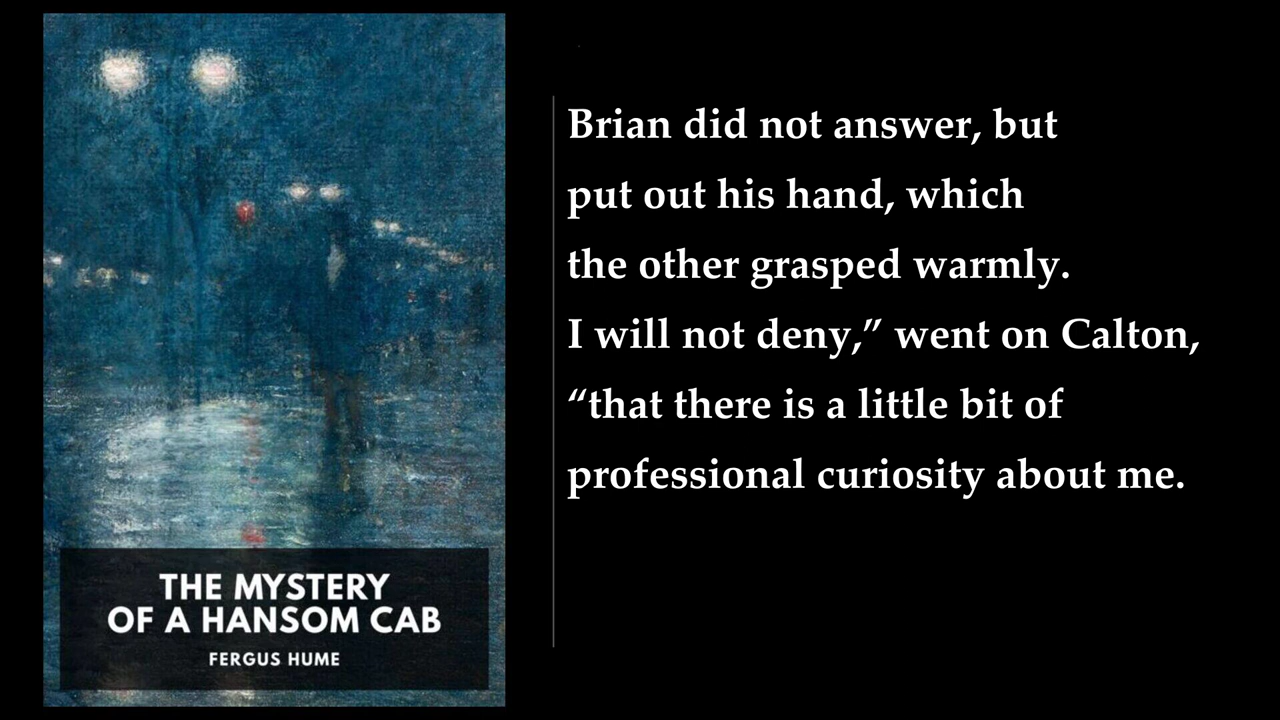 THE MYSTERY
OF A HANSOM CAB
FERGUS HUME
Brian did not answer, but
put out his hand, which
the other grasped warmly.
I will not deny,” went on Calton,
“that there is a little bit of
professional curiosity about me.